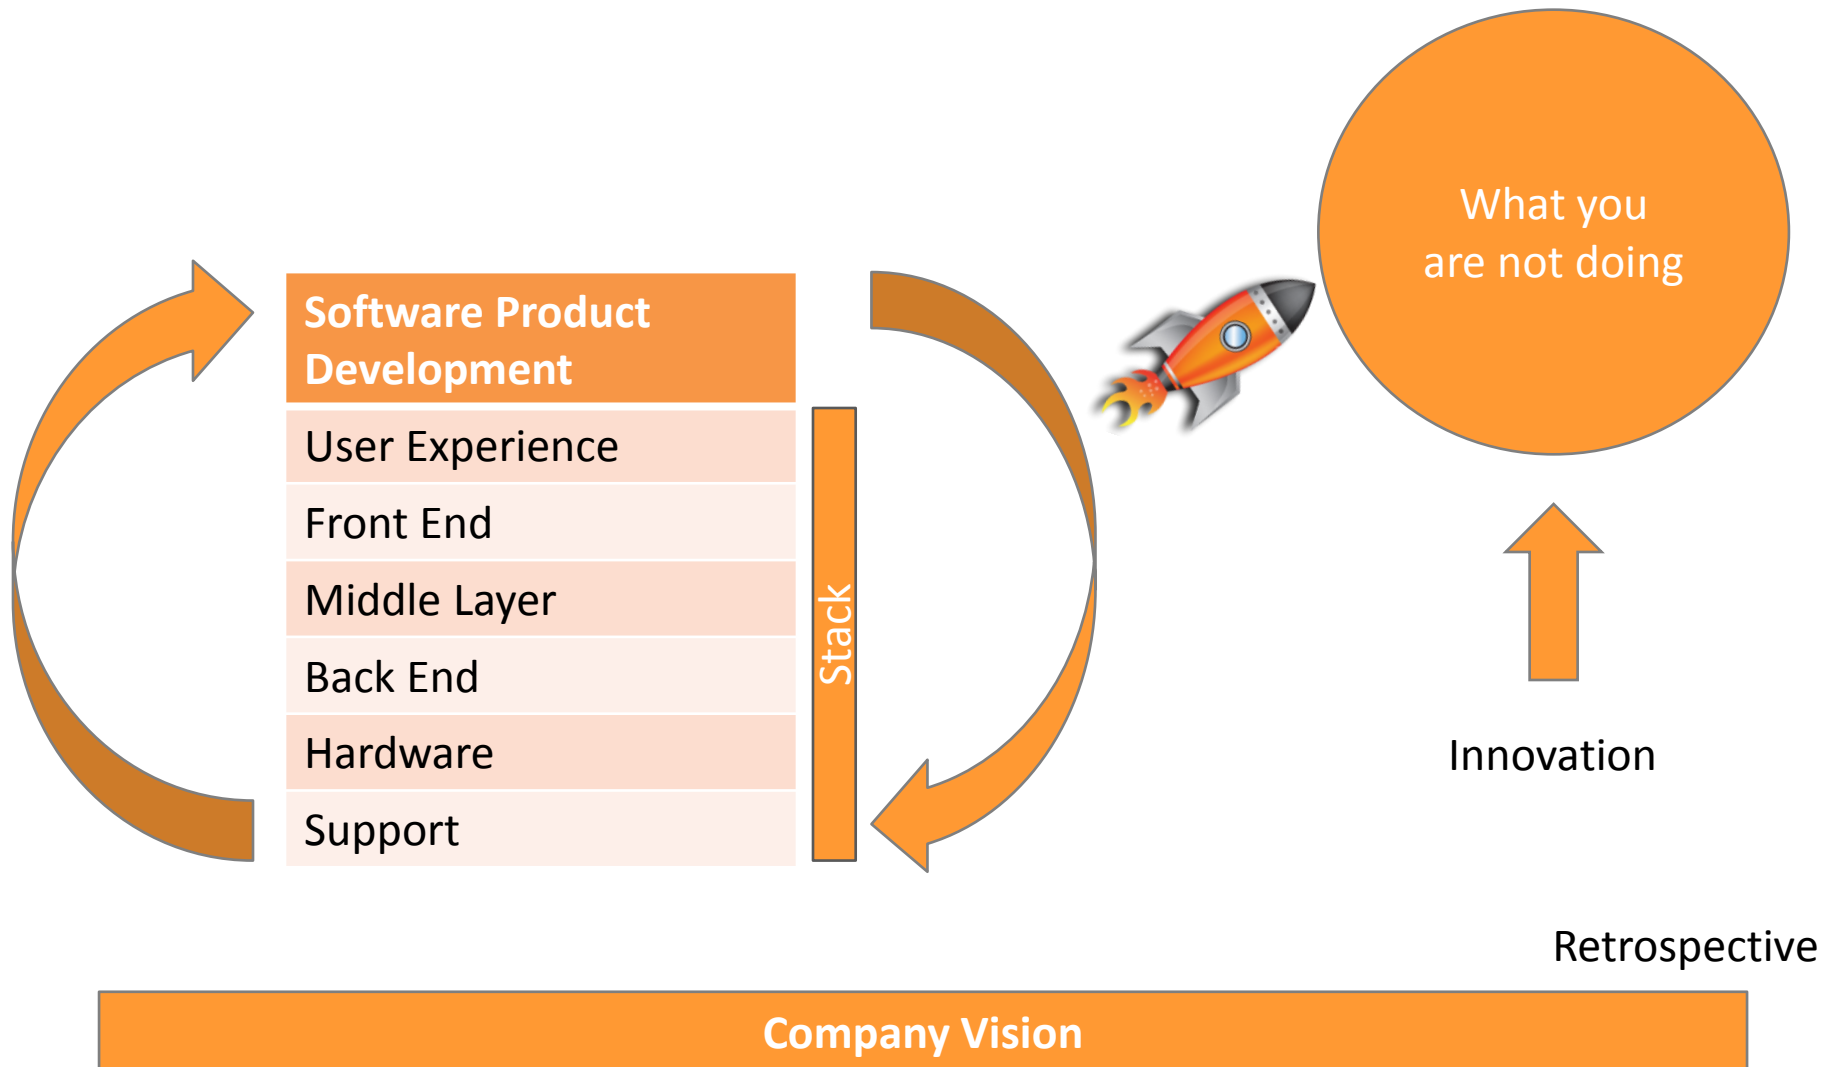 What you
are not doing
Software Product
Development
User Experience
Front End
Middle Layer
Back End
Hardware
Support
Stack
Innovation
Retrospective
Company Vision